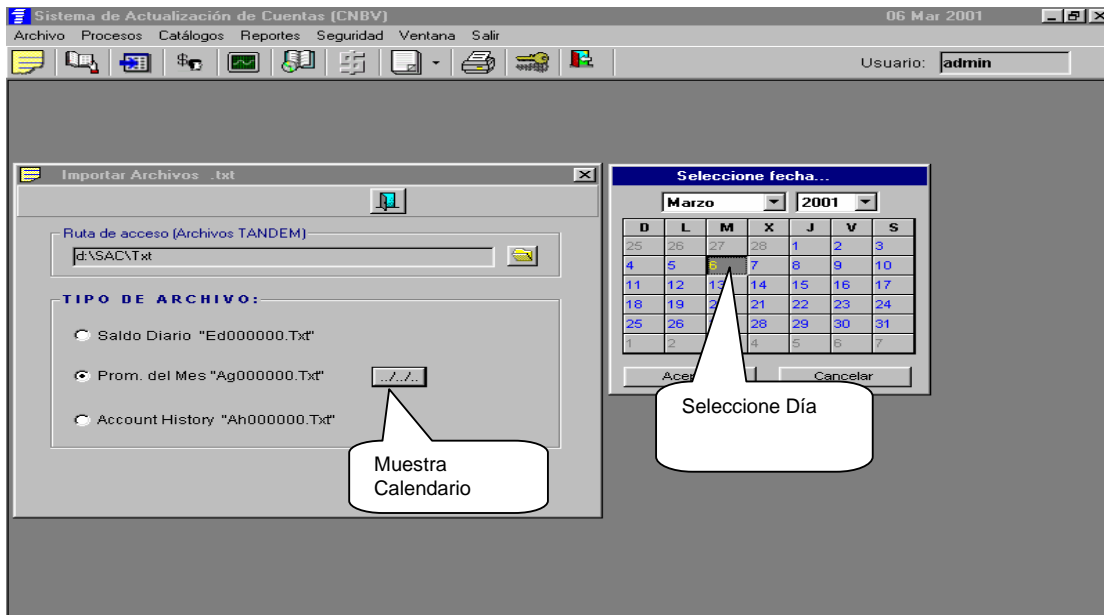 Sistema de Actualización de Cuentas (CNBV) 06 Mar 2001
Archivo Procesos Catálogos Reportes Seguridad Ventana Salir
Usuario: admin
Importar Archivos .txt
Ruta de acceso (Archivos TANDEM)
d:\SAC\Txt
TIPO DE ARCHIVO:
Saldo Diario "Ed000000.Txt"
Prom. del Mes "Ag000000.Txt" ../../..
Account History "Ah000000.Txt"
Muestra
Calendario
Seleccione fecha...
Marzo 2001
D L M X J V S
25 26 27 28 1 2 3
4 5 6 7 8 9 10
11 12 13 14 15 16 17
18 19 21 22 23 24
25 26 28 29 30 31
1 2 4 5 6 7
Cancelar
Seleccione Día